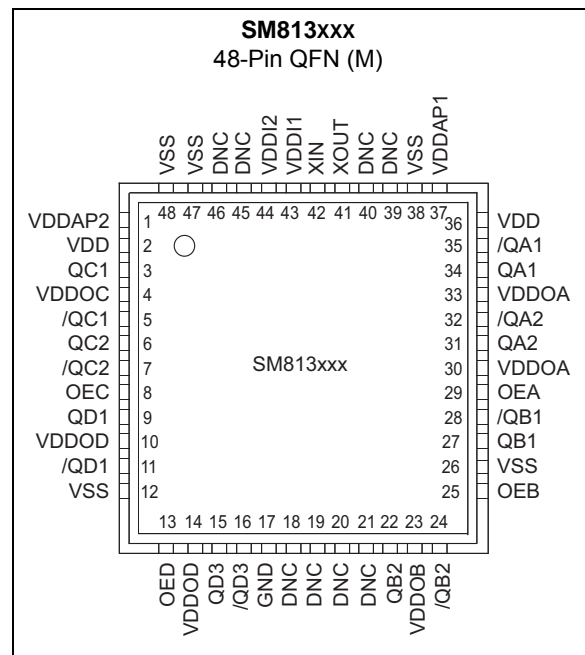 SM813xxx
48-Pin QFN (M)
VSS
VSS
DNC
DNC
VDDI2
VDDI1
XIN
XOUT
DNC
DNC
VSS
VDDAP1
48 47 46 45 44 43 42 41 40 39 38 37
VDDAP2 1 36 VDD
VDD 2 35 /QA1
QC1 3 34 QA1
VDDOC 4 33 VDDOA
/QC1 5 32 /QA2
QC2 6 31 QA2
/QC2 7 SM813xxx 30 VDDOA
OEC 8 29 OEA
QD1 9 28 /QB1
VDDOD 10 27 QB1
/QD1 11 26 VSS
VSS 12 25 OEB
13 14 15 16 17 18 19 20 21 22 23 24
OED
VDDOD
QD3
/QD3
GND
DNC
DNC
DNC
DNC
QB2
VDDOB
/QB2